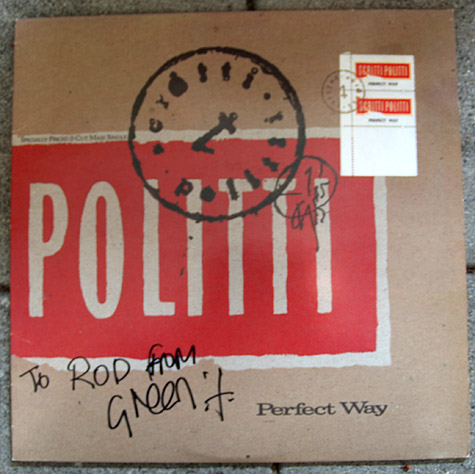 scritti politti
SCRITTI POLITTI
PERFECT WAY
SCRITTI POLITTI
PERFECT WAY
4
SPECIALLY PRICED 3-CUT MAXI SINGLE
POLITTI
To ROD from
Green
Perfect Way